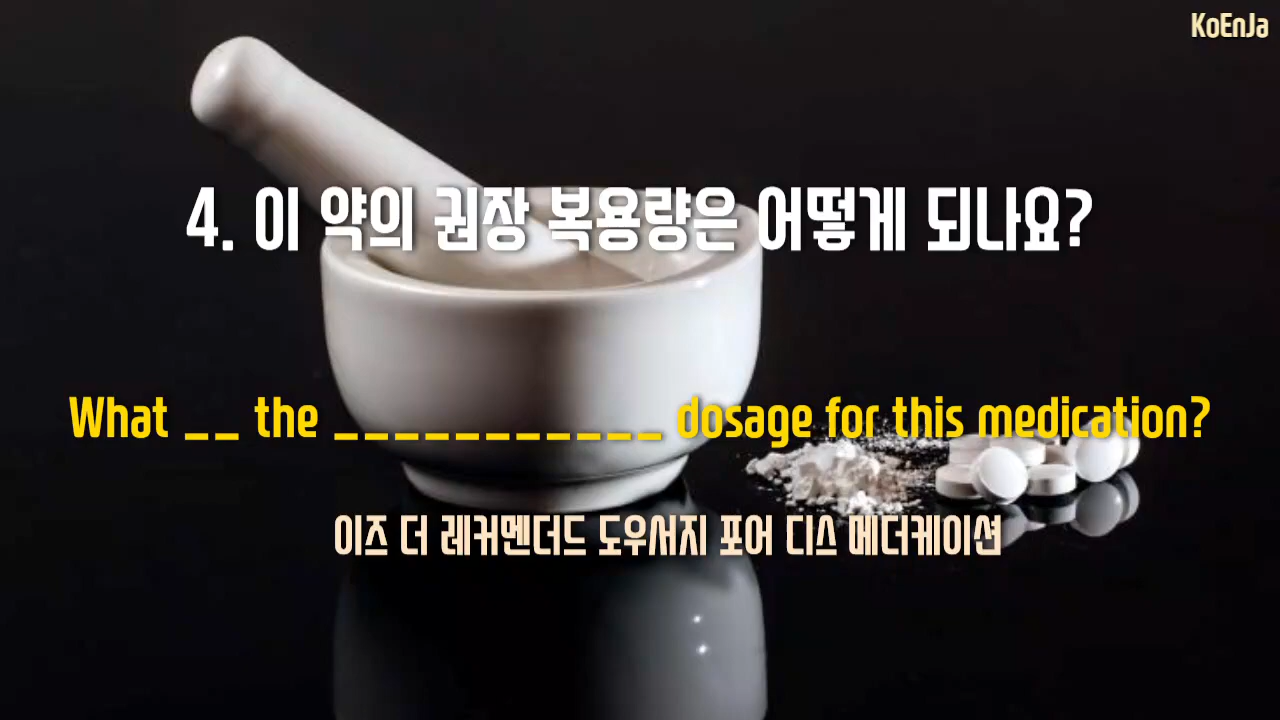 KoEnJa
4. 이 약의 권장 복용량은 어떻게 되나요?
What _ _ the _ _ _ _ _ _ _ _ _ _ _ dosage for this medication?
이즈 더 레커멘더드 도우서지 포어 디스 메더케이션